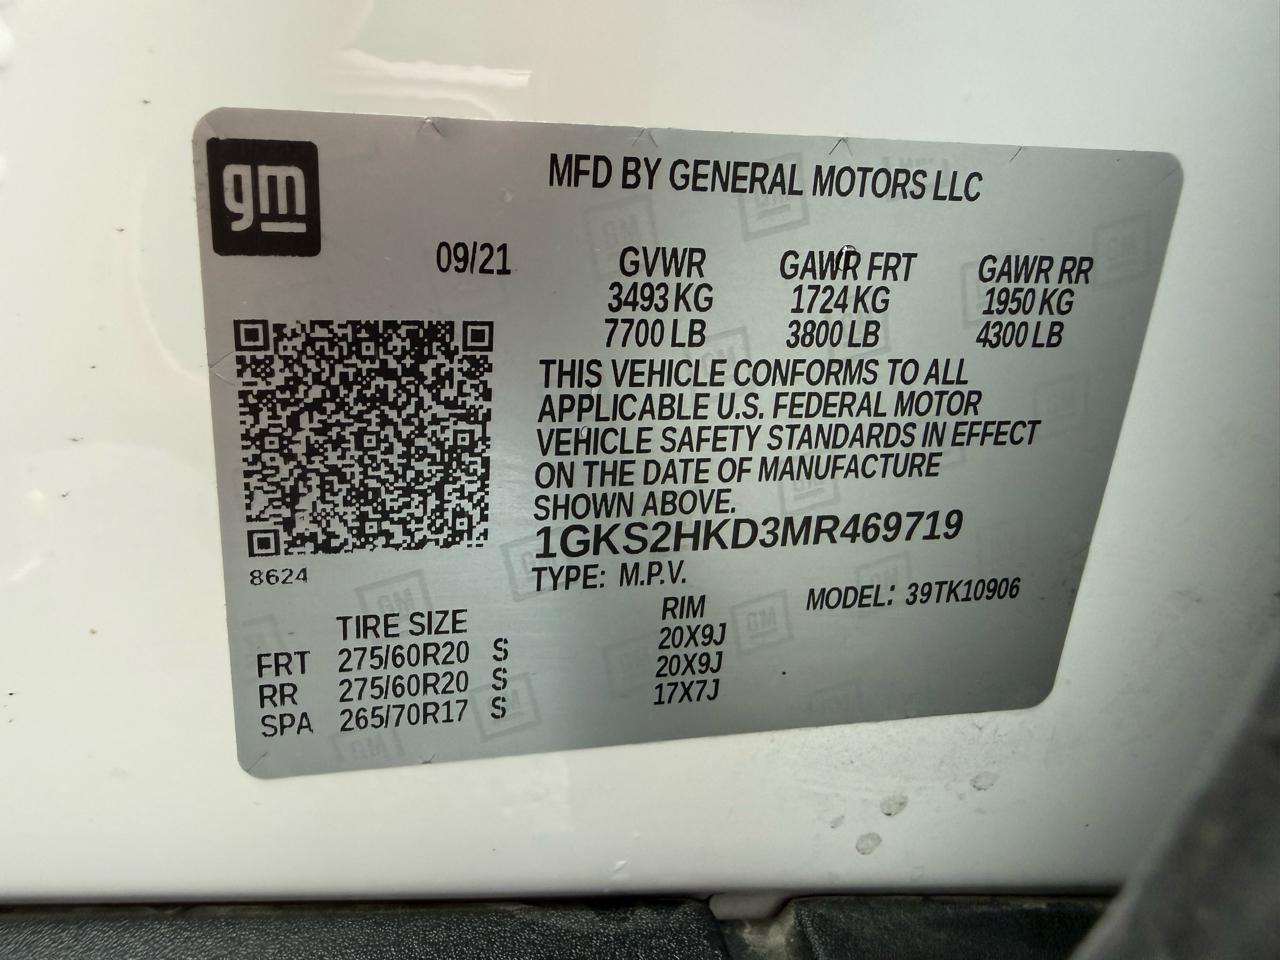 gm
MFD BY GENERAL MOTORS LLC
09/21 GVWR GAWR FRT GAWR RR
3493 KG 1724 KG 1950 KG
7700 LB 3800 LB 4300 LB
THIS VEHICLE CONFORMS TO ALL
APPLICABLE U.S. FEDERAL MOTOR
VEHICLE SAFETY STANDARDS IN EFFECT
ON THE DATE OF MANUFACTURE
SHOWN ABOVE.
1GKS2HKD3MR469719
8624
TYPE: M.P.V.
MODEL: 39TK10906
TIRE SIZE RIM
FRT 275/60R20 S 20X9J
RR 275/60R20 S 20X9J
SPA 265/70R17 S 17X7J